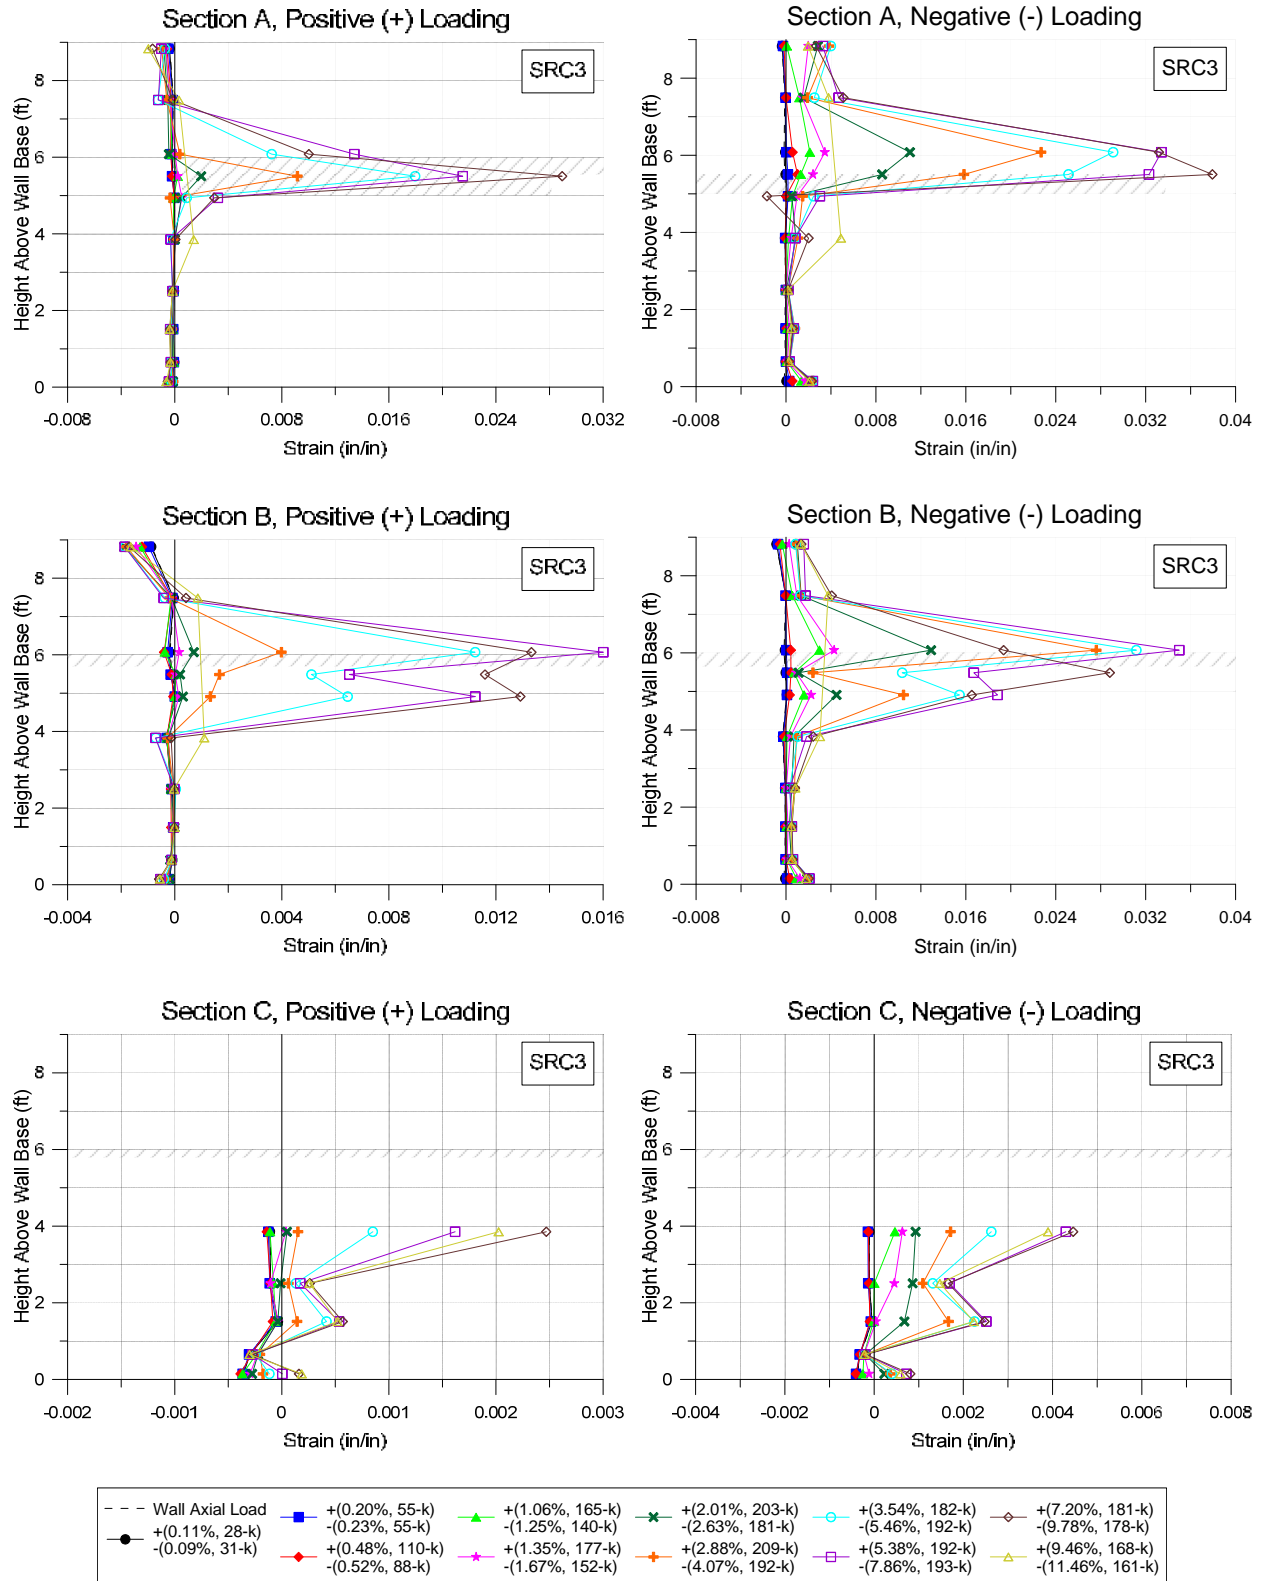 Section A, Positive (+) Loading
SRC3
Height Above Wall Base (ft)
8
6
4
2
0
-0.008 0 0.008 0.016 0.024 0.032
Strain (in/in)
Section A, Negative (-) Loading
SRC3
Height Above Wall Base (ft)
8
6
4
2
0
-0.008 0 0.008 0.016 0.024 0.032 0.04
Strain (in/in)
Section B, Positive (+) Loading
SRC3
Height Above Wall Base (ft)
8
6
4
2
0
-0.004 0 0.004 0.008 0.012 0.016
Strain (in/in)
Section B, Negative (-) Loading
SRC3
Height Above Wall Base (ft)
8
6
4
2
0
-0.008 0 0.008 0.016 0.024 0.032 0.04
Strain (in/in)
Section C, Positive (+) Loading
SRC3
Height Above Wall Base (ft)
8
6
4
2
0
-0.002 -0.001 0 0.001 0.002 0.003
Strain (in/in)
Section C, Negative (-) Loading
SRC3
Height Above Wall Base (ft)
8
6
4
2
0
-0.004 -0.002 0 0.002 0.004 0.006 0.008
Strain (in/in)
Wall Axial Load
+(0.11%, 28-k)
-(0.09%, 31-k)
+(0.20%, 55-k)
-(0.23%, 55-k)
+(0.48%, 110-k)
-(0.52%, 88-k)
+(1.06%, 165-k)
-(1.25%, 140-k)
+(1.35%, 177-k)
-(1.67%, 152-k)
+(2.01%, 203-k)
-(2.63%, 181-k)
+(2.88%, 209-k)
-(4.07%, 192-k)
+(3.54%, 182-k)
-(5.46%, 192-k)
+(5.38%, 192-k)
-(7.86%, 193-k)
+(7.20%, 181-k)
-(9.78%, 178-k)
+(9.46%, 168-k)
-(11.46%, 161-k)